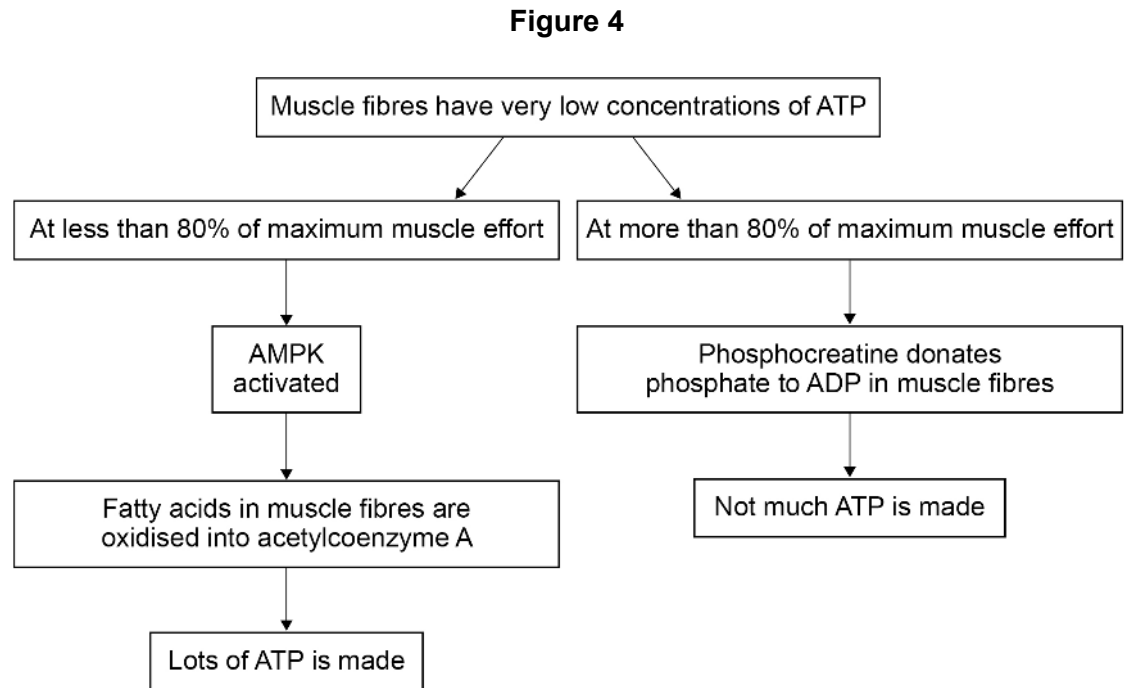 Figure 4
Muscle fibres have very low concentrations of ATP
At less than 80% of maximum muscle effort
At more than 80% of maximum muscle effort
AMPK
activated
Phosphocreatine donates
phosphate to ADP in muscle fibres
Fatty acids in muscle fibres are
oxidised into acetylcoenzyme A
Not much ATP is made
Lots of ATP is made